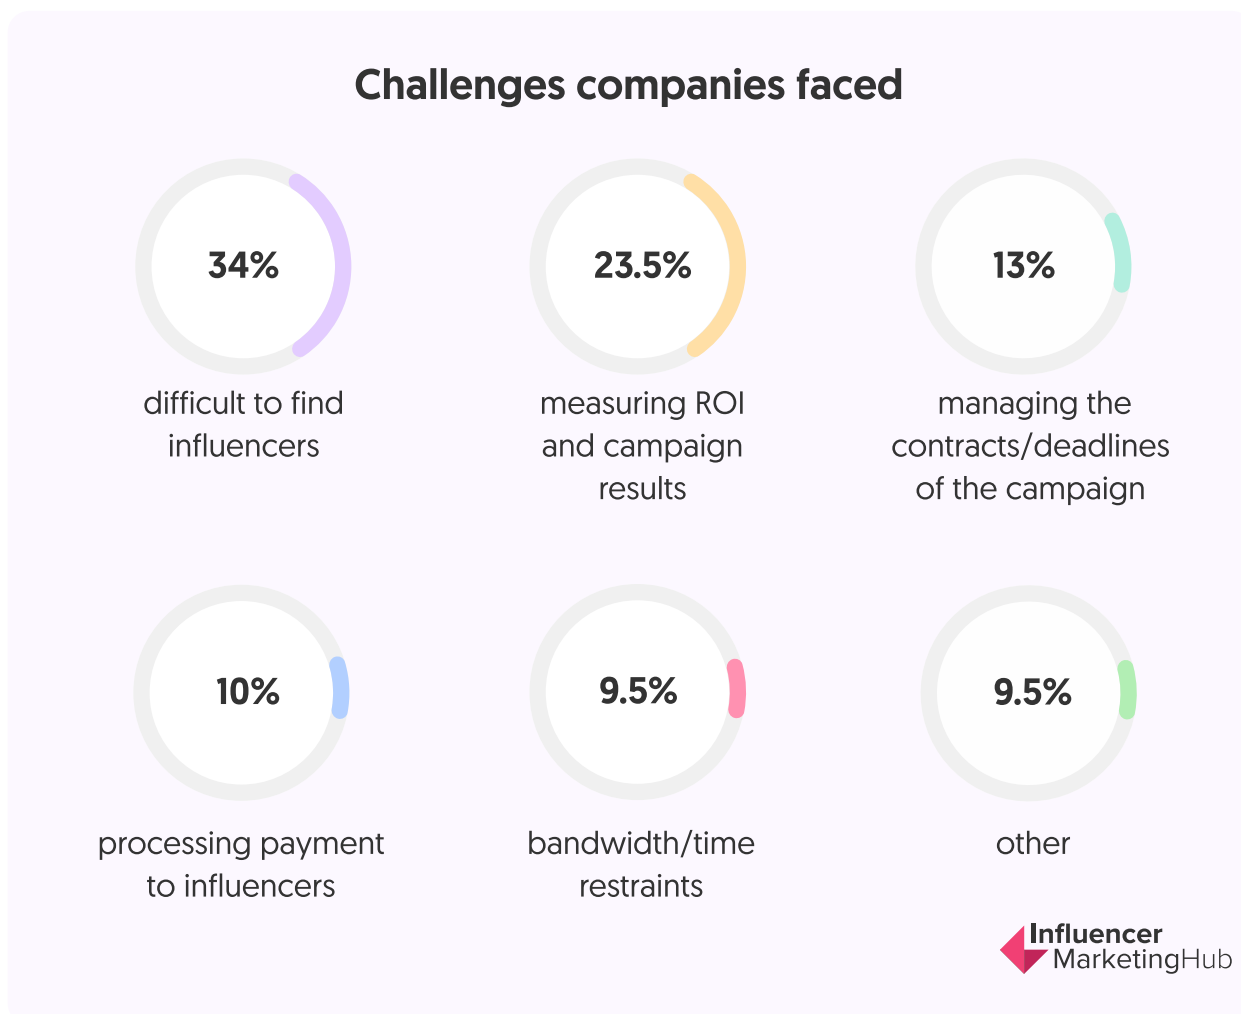 Challenges companies faced
34%
difficult to find
influencers
23.5%
measuring ROI
and campaign
results
13%
managing the
contracts/deadlines
of the campaign
10%
processing payment
to influencers
9.5%
bandwidth/time
restraints
9.5%
other
Influencer
MarketingHub